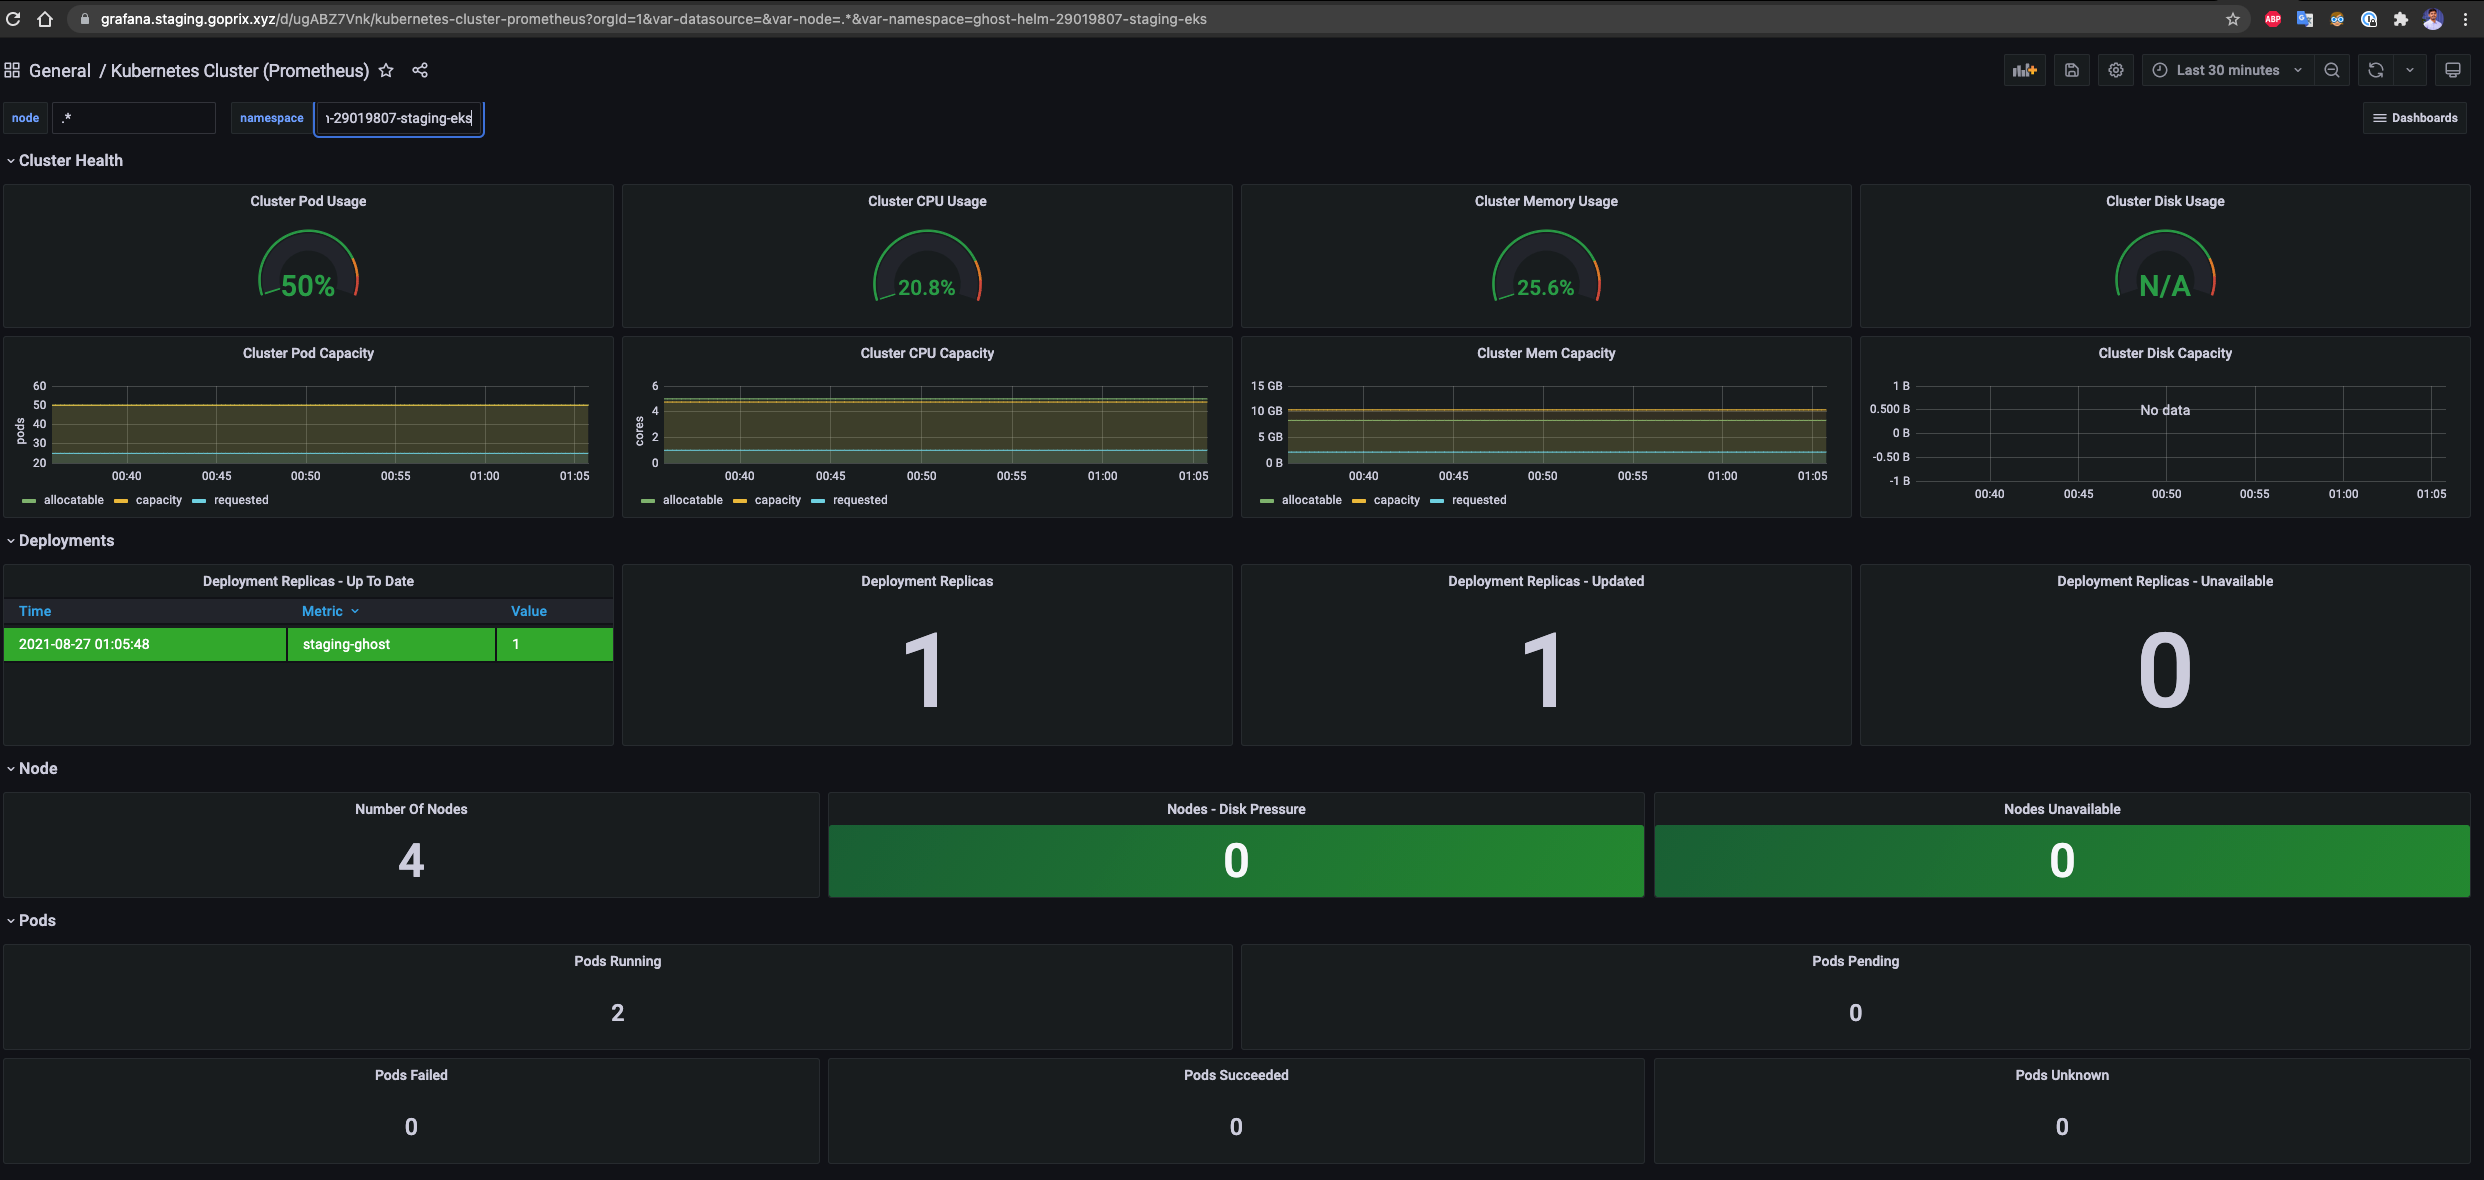 grafana.staging.goprix.xyz/d/ugABZ7Vnk/kubernetes-cluster-prometheus?orgId=1&var-datasource=&var-node=.*&var-namespace=ghost-helm-29019807-staging-eks
ABP
General / Kubernetes Cluster (Prometheus)
Last 30 minutes
node .* namespace -29019807-staging-eks
Dashboards
Cluster Health
Cluster Pod Usage
50%
Cluster CPU Usage
20.8%
Cluster Memory Usage
25.6%
Cluster Disk Usage
N/A
Cluster Pod Capacity
pods
60
50
40
30
20
00:40 00:45 00:50 00:55 01:00 01:05
allocatable capacity requested
Cluster CPU Capacity
cores
6
4
2
0
00:40 00:45 00:50 00:55 01:00 01:05
allocatable capacity requested
Cluster Mem Capacity
15 GB
10 GB
5 GB
0 B
00:40 00:45 00:50 00:55 01:00 01:05
allocatable capacity requested
Cluster Disk Capacity
1 B
0.500 B
0 B
-0.50 B
-1 B
No data
00:40 00:45 00:50 00:55 01:00 01:05
Deployments
Deployment Replicas - Up To Date
Time Metric Value
2021-08-27 01:05:48 staging-ghost 1
Deployment Replicas
1
Deployment Replicas - Updated
1
Deployment Replicas - Unavailable
0
Node
Number Of Nodes
4
Nodes - Disk Pressure
0
Nodes Unavailable
0
Pods
Pods Running
2
Pods Pending
0
Pods Failed
0
Pods Succeeded
0
Pods Unknown
0